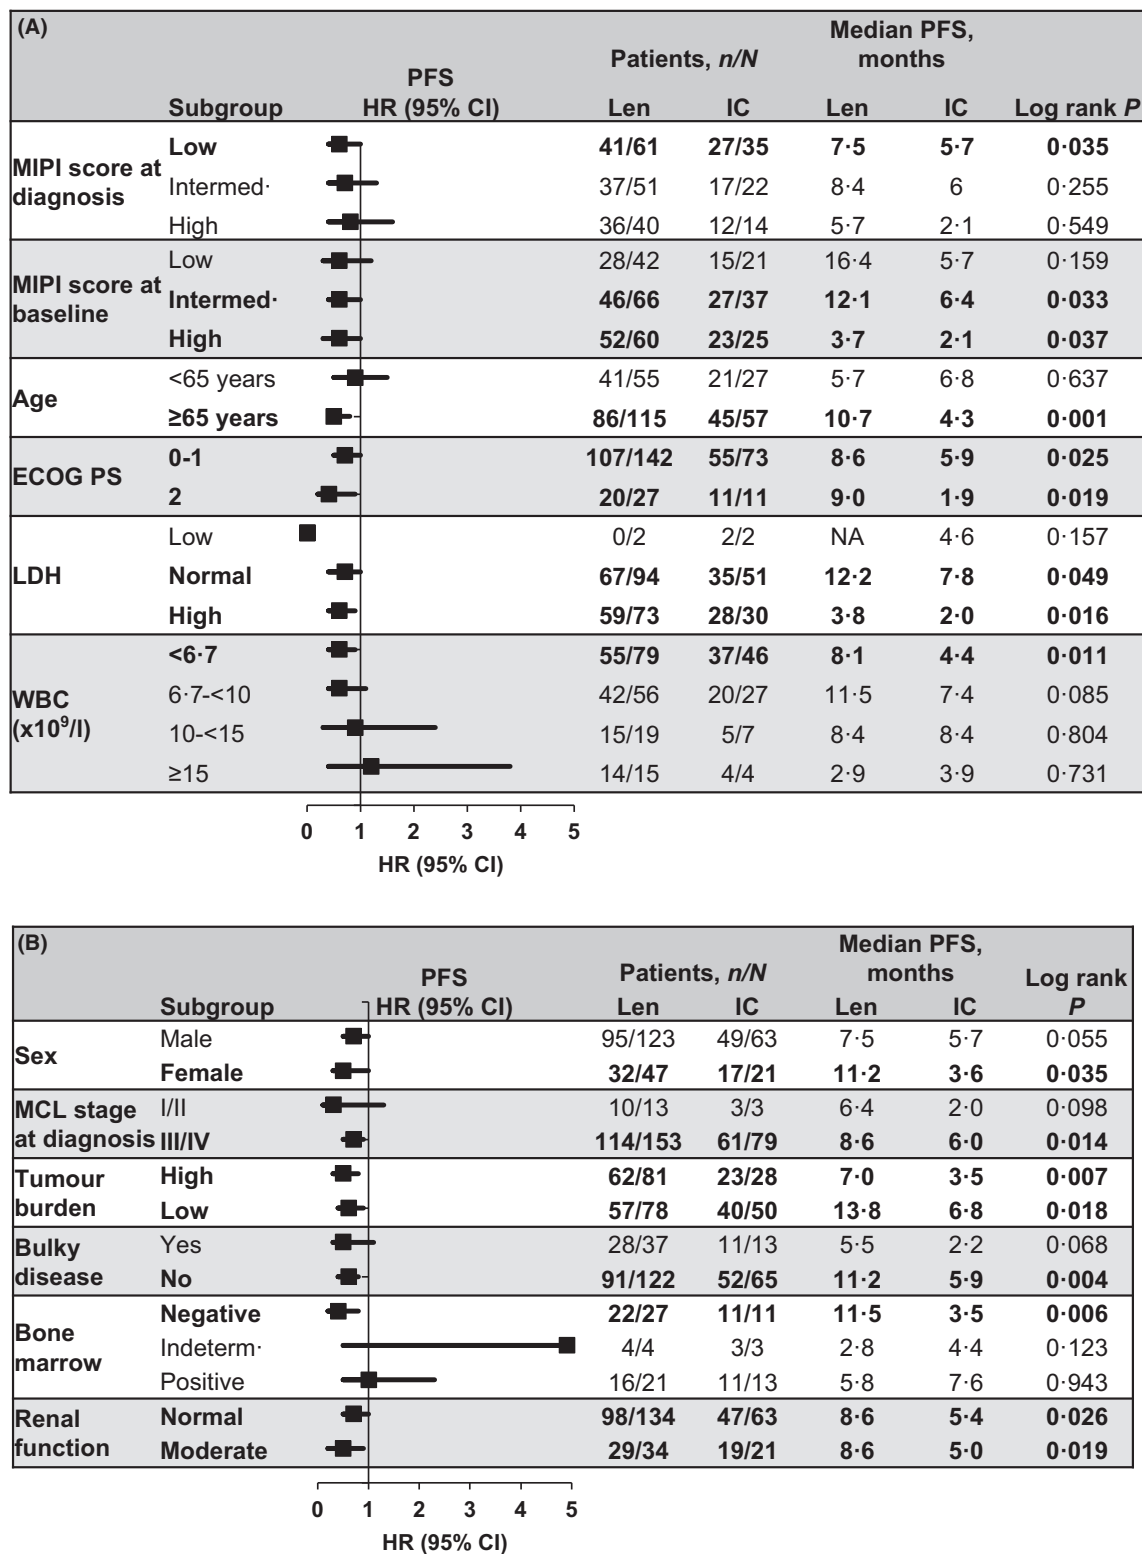 (A)
Median PFS,
Patients, n/N months
PFS
Subgroup HR (95% CI) Len IC Len IC Log rank P
MIPI score at diagnosis
Low 41/61 27/35 7·5 5·7 0·035
Intermed· 37/51 17/22 8·4 6 0·255
High 36/40 12/14 5·7 2·1 0·549
MIPI score at baseline
Low 28/42 15/21 16·4 5·7 0·159
Intermed· 46/66 27/37 12·1 6·4 0·033
High 52/60 23/25 3·7 2·1 0·037
Age
<65 years 41/55 21/27 5·7 6·8 0·637
≥65 years 86/115 45/57 10·7 4·3 0·001
ECOG PS
0-1 107/142 55/73 8·6 5·9 0·025
2 20/27 11/11 9·0 1·9 0·019
LDH
Low 0/2 2/2 NA 4·6 0·157
Normal 67/94 35/51 12·2 7·8 0·049
High 59/73 28/30 3·8 2·0 0·016
WBC (x10⁹/l)
<6·7 55/79 37/46 8·1 4·4 0·011
6·7-<10 42/56 20/27 11·5 7·4 0·085
10-<15 15/19 5/7 8·4 8·4 0·804
≥15 14/15 4/4 2·9 3·9 0·731
0 1 2 3 4 5
HR (95% CI)
(B)
Median PFS,
Patients, n/N months Log rank
PFS
Subgroup HR (95% CI) Len IC Len IC P
Sex
Male 95/123 49/63 7·5 5·7 0·055
Female 32/47 17/21 11·2 3·6 0·035
MCL stage at diagnosis
I/II 10/13 3/3 6·4 2·0 0·098
III/IV 114/153 61/79 8·6 6·0 0·014
Tumour burden
High 62/81 23/28 7·0 3·5 0·007
Low 57/78 40/50 13·8 6·8 0·018
Bulky disease
Yes 28/37 11/13 5·5 2·2 0·068
No 91/122 52/65 11·2 5·9 0·004
Bone marrow
Negative 22/27 11/11 11·5 3·5 0·006
Indeterm· 4/4 3/3 2·8 4·4 0·123
Positive 16/21 11/13 5·8 7·6 0·943
Renal function
Normal 98/134 47/63 8·6 5·4 0·026
Moderate 29/34 19/21 8·6 5·0 0·019
0 1 2 3 4 5
HR (95% CI)